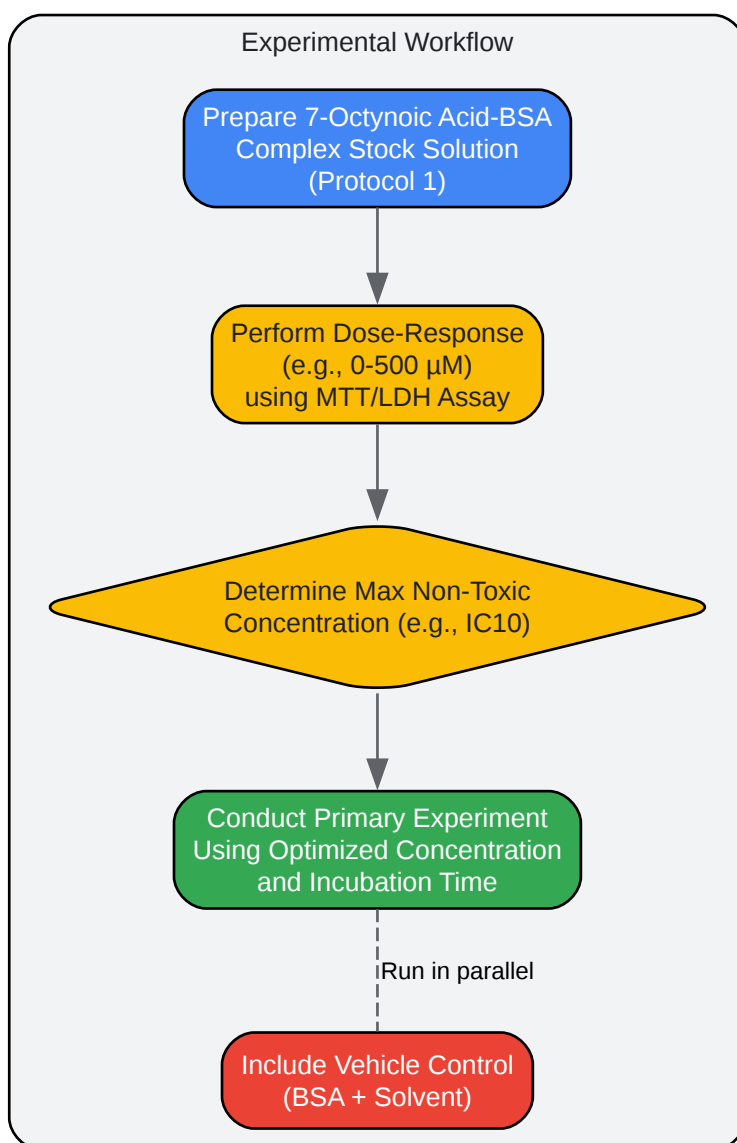 Experimental Workflow
Prepare 7-Octynoic Acid-BSA
Complex Stock Solution
(Protocol 1)
Perform Dose-Response
(e.g., 0-500 µM)
using MTT/LDH Assay
Determine Max Non-Toxic
Concentration (e.g., IC10)
Conduct Primary Experiment
Using Optimized Concentration
and Incubation Time
Run in parallel
Include Vehicle Control
(BSA + Solvent)